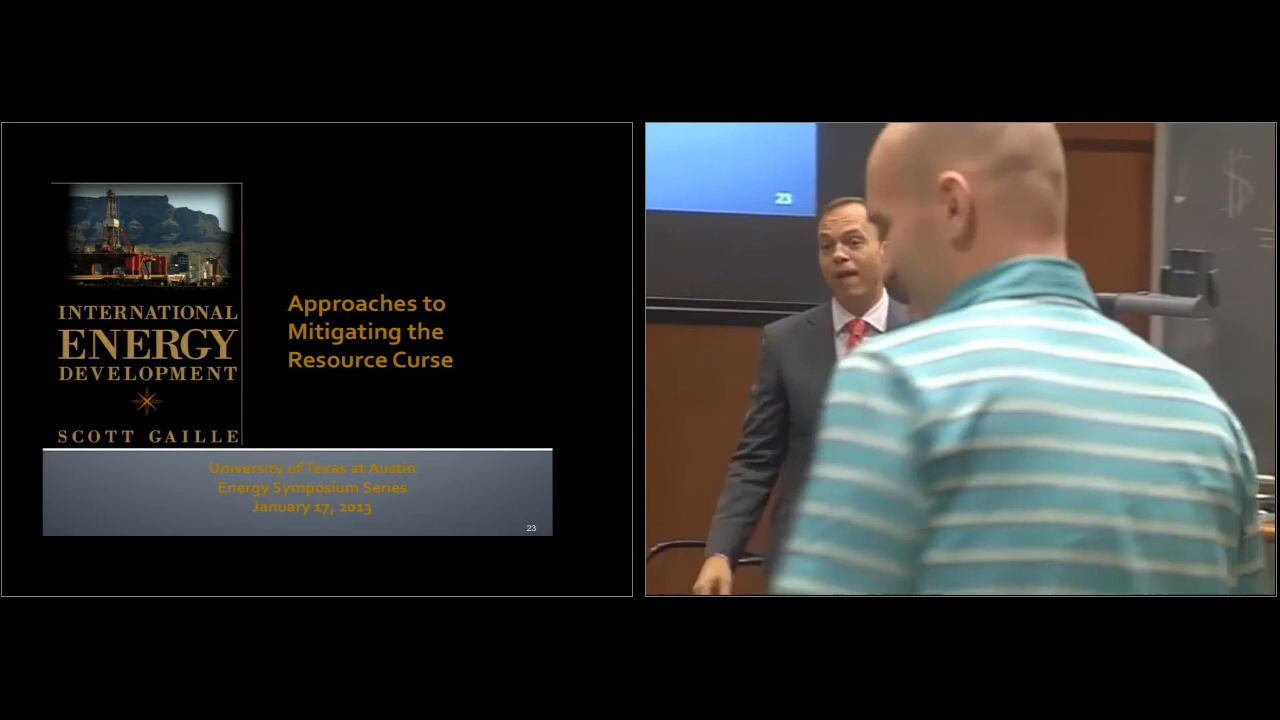 INTERNATIONAL
ENERGY
DEVELOPMENT
SCOTT GAILLE
Approaches to
Mitigating the
Resource Curse
University of Texas at Austin
Energy Symposium Series
January 17, 2013
23
23
$